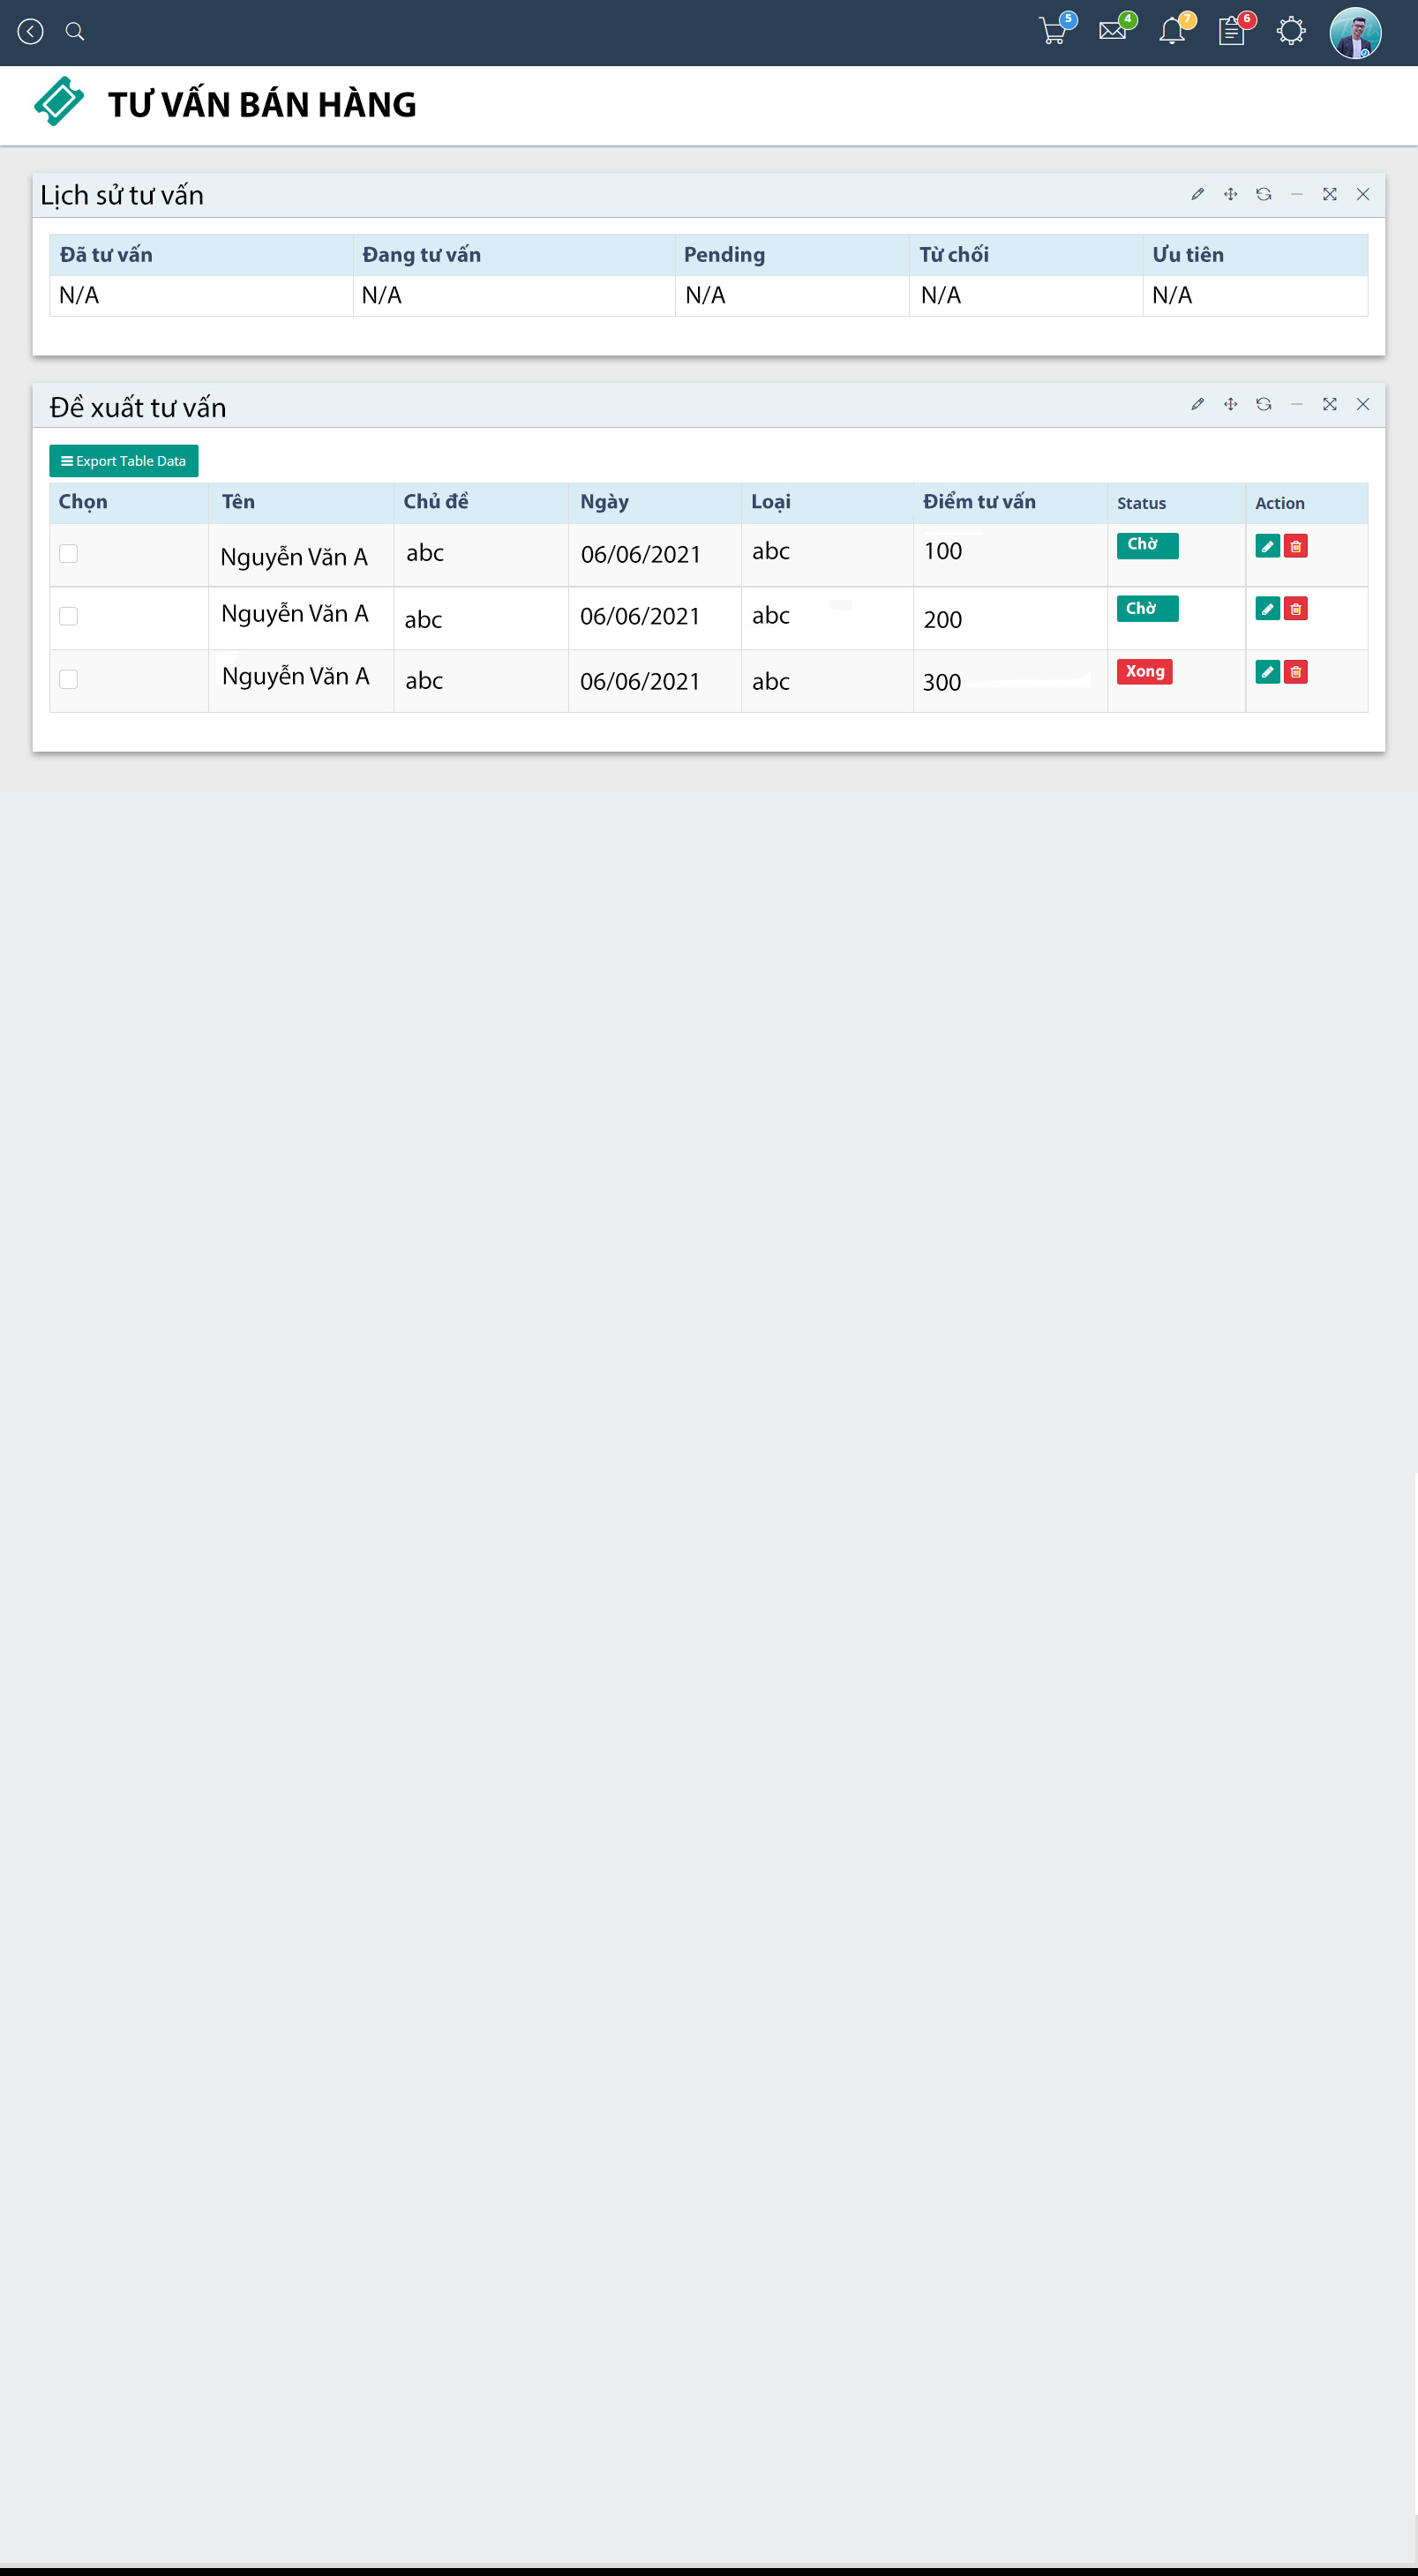 5 4 7 6
TƯ VẤN BÁN HÀNG
Lịch sử tư vấn
Đã tư vấn Đang tư vấn Pending Từ chối Ưu tiên
N/A N/A N/A N/A N/A
Đề xuất tư vấn
Export Table Data
Chọn Tên Chủ đề Ngày Loại Điểm tư vấn Status Action
Nguyễn Văn A abc 06/06/2021 abc 100 Chờ
Nguyễn Văn A abc 06/06/2021 abc 200 Chờ
Nguyễn Văn A abc 06/06/2021 abc 300 Xong